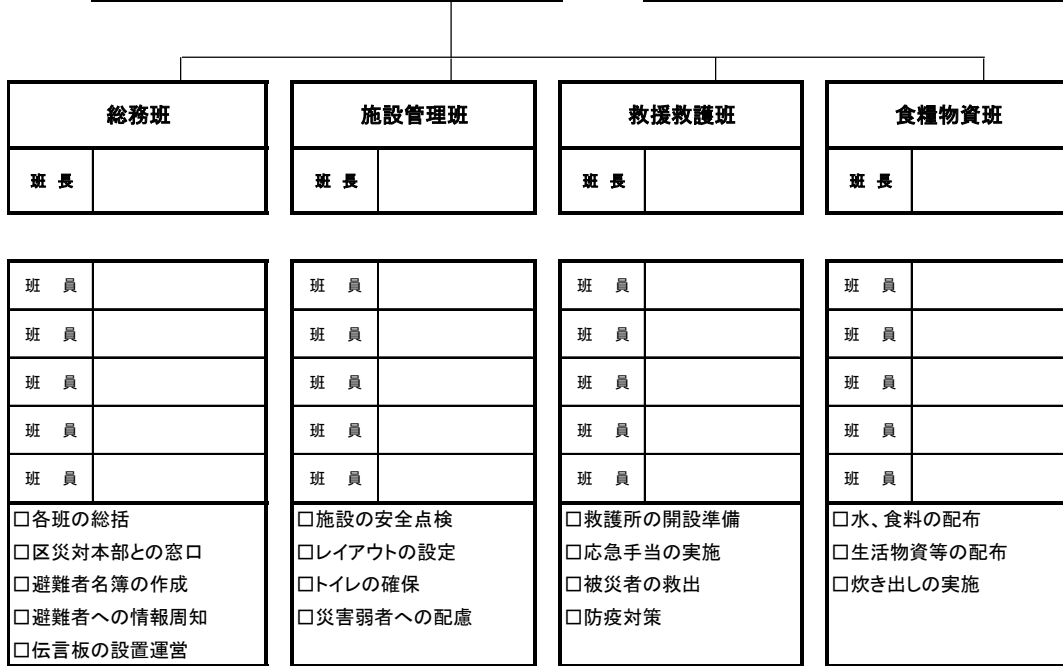 総務班
班 長
班 員
班 員
班 員
班 員
班 員
□各班の総括
□区災対本部との窓口
□避難者名簿の作成
□避難者への情報周知
□伝言板の設置運営
施設管理班
班 長
班 員
班 員
班 員
班 員
班 員
□施設の安全点検
□レイアウトの設定
□トイレの確保
□災害弱者への配慮
救援救護班
班 長
班 員
班 員
班 員
班 員
班 員
□救護所の開設準備
□応急手当の実施
□被災者の救出
□防疫対策
食糧物資班
班 長
班 員
班 員
班 員
班 員
班 員
□水、食料の配布
□生活物資等の配布
□炊き出しの実施